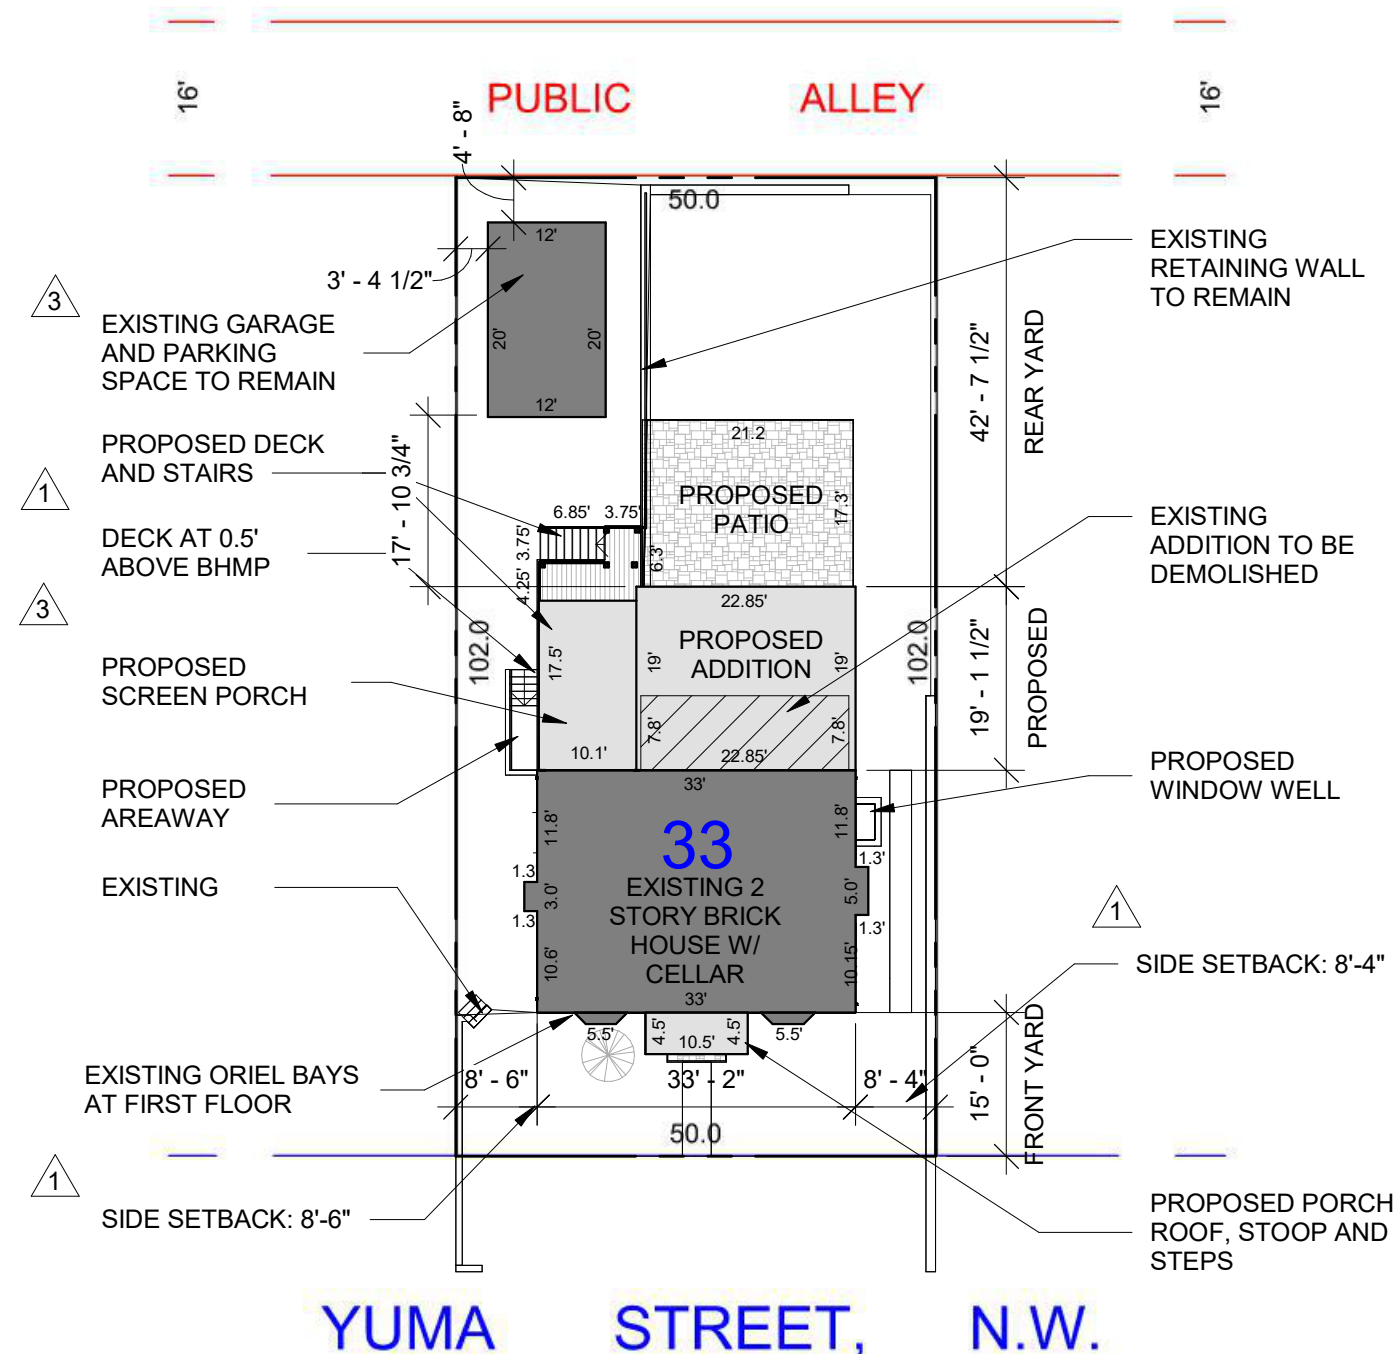 16'
PUBLIC ALLEY
16'
4' - 8"
50.0
12'
3' - 4 1/2"
20'
20'
12'
3
EXISTING GARAGE
AND PARKING
SPACE TO REMAIN
EXISTING
RETAINING WALL
TO REMAIN
42' - 7 1/2"
REAR YARD
PROPOSED DECK
AND STAIRS
1
DECK AT 0.5'
ABOVE BHMP
17' - 10 3/4"
21.2
PROPOSED
PATIO
17.3'
6.85'
3.75'
3.75'
4.25'
6.3'
EXISTING
ADDITION TO BE
DEMOLISHED
3
102.0
22.85'
PROPOSED
ADDITION
19'
19'
17.5'
102.0
19' - 1 1/2"
PROPOSED
PROPOSED
SCREEN PORCH
10.1'
7.8'
22.85'
7.8'
PROPOSED
AREAWAY
PROPOSED
WINDOW WELL
33'
11.8'
33
11.8'
EXISTING 2
STORY BRICK
HOUSE W/
CELLAR
1.3'
1.3
3.0'
1.3
5.0'
1.3'
10.6'
10.15'
33'
EXISTING
1
SIDE SETBACK: 8'-4"
5.5'
4.5'
10.5'
4.5'
5.5'
EXISTING ORIEL BAYS
AT FIRST FLOOR
8' - 6"
33' - 2"
8' - 4"
15' - 0"
FRONT YARD
50.0
1
SIDE SETBACK: 8'-6"
PROPOSED PORCH
ROOF, STOOP AND
STEPS
YUMA STREET, N.W.